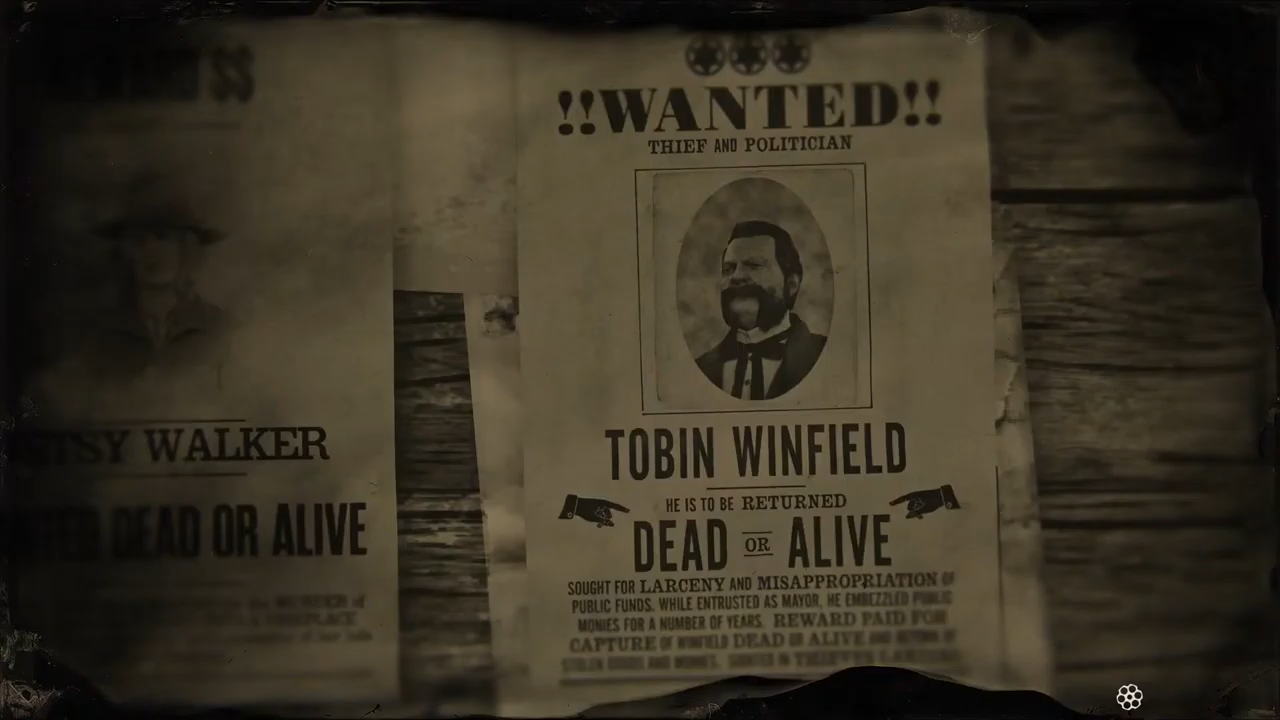 !!WANTED!!
THIEF AND POLITICIAN
TOBIN WINFIELD
HE IS TO BE RETURNED
DEAD OR ALIVE
SOUGHT FOR LARCENY AND MISAPPROPRIATION OF
PUBLIC FUNDS. WHILE ENTRUSTED AS MAYOR, HE EMBEZZLED PUBLIC
MONIES FOR A NUMBER OF YEARS. REWARD PAID FOR
CAPTURE OF WINFIELD DEAD OR ALIVE AND RETURN OF
STOLEN GOODS AND MONIES.
WALKER
DEAD OR ALIVE